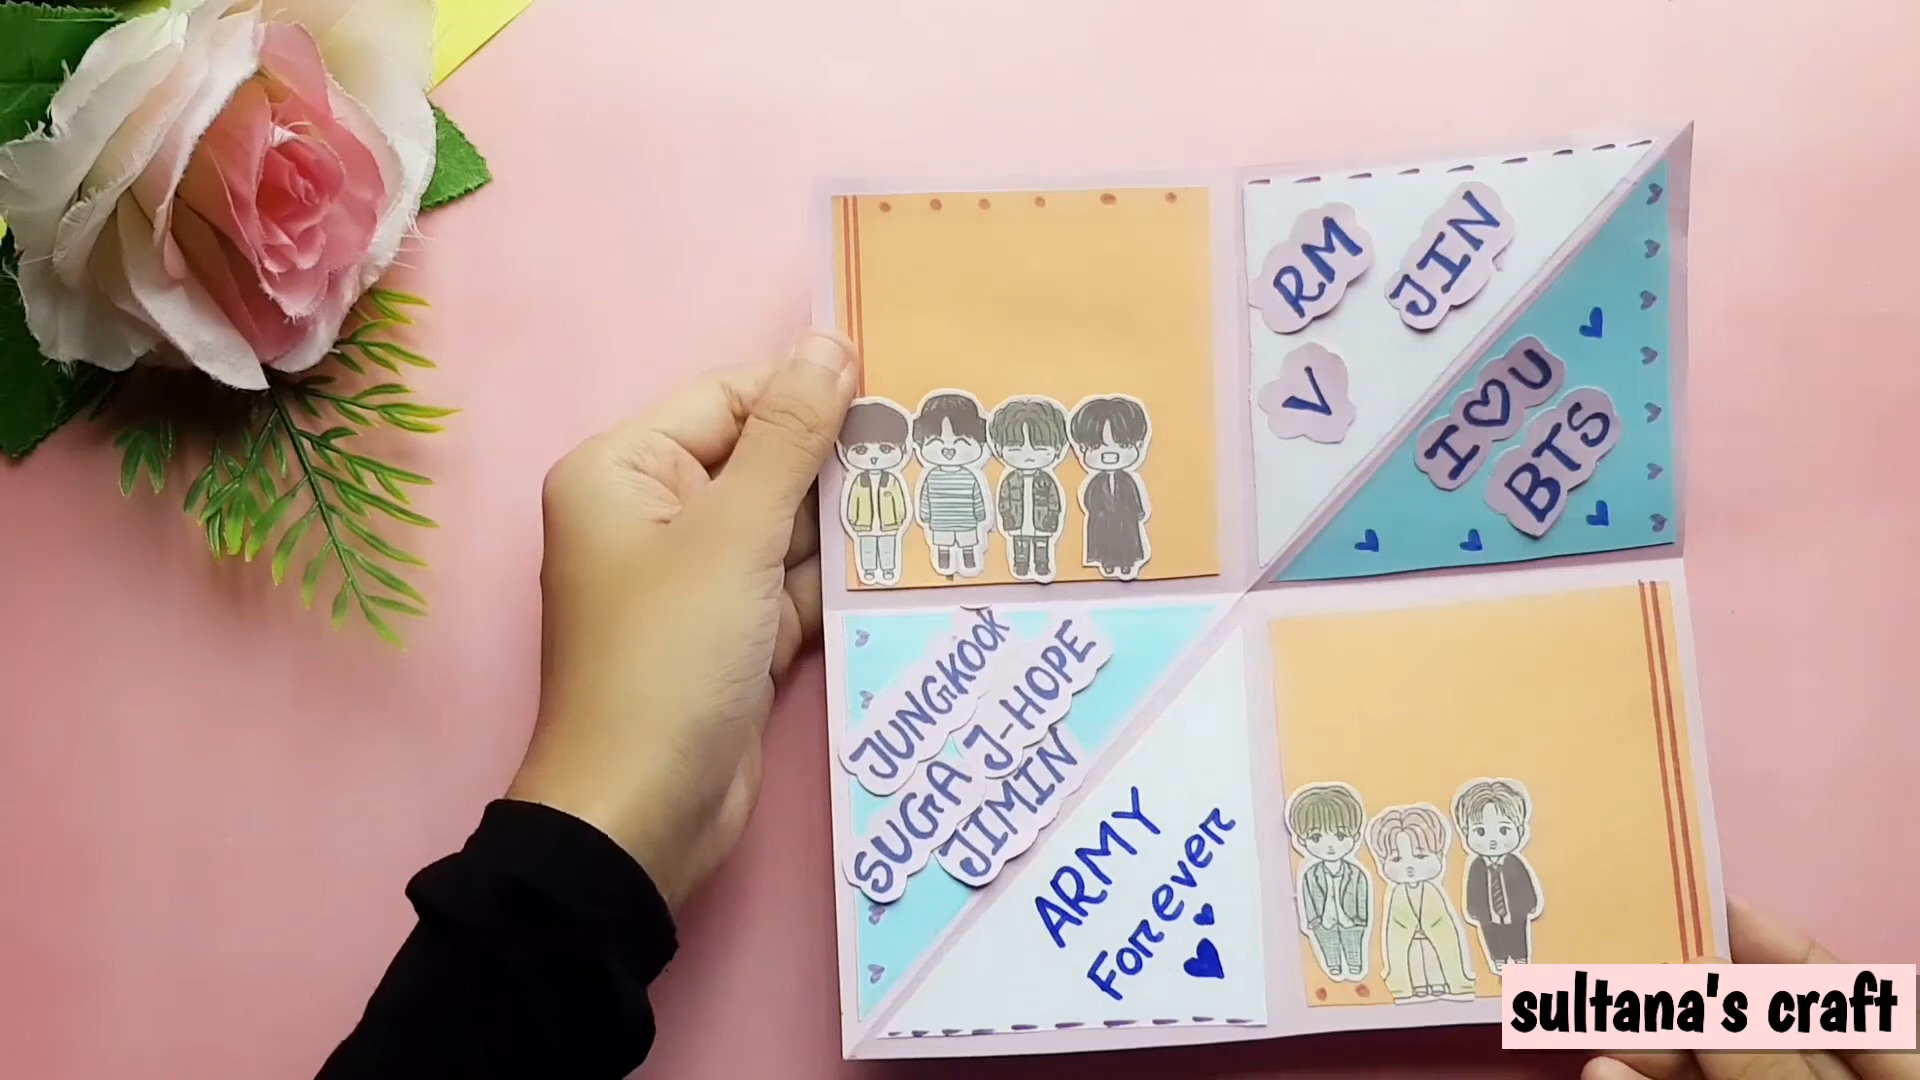 RM
JIN
V
I ♥ U
BTS
JUNGKOOK
SUGA J-HOPE
JIMIN
ARMY
Forever
sultana's craft